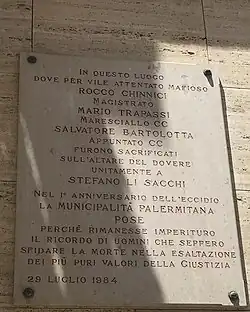 IN QUESTO LUOGO
DOVE PER VILE ATTENTATO MAFIOSO
ROCCO CHINNICI
MAGISTRATO
MARIO TRAPASSI
MARESCIALLO CC
SALVATORE BARTOLOTTA
APPUNTATO CC
FURONO SACRIFICATI
SULL'ALTARE DEL DOVERE
UNITAMENTE A
STEFANO LI SACCHI
NEL 1° ANNIVERSARIO DELL'ECCIDIO
LA MUNICIPALITÀ PALERMITANA
POSE
PERCHÈ RIMANESSE IMPERITURO
IL RICORDO DI UOMINI CHE SEPPERO
SFIDARE LA MORTE NELLA ESALTAZIONE
DEI PIÙ PURI VALORI DELLA GIUSTIZIA
29 LUGLIO 1984